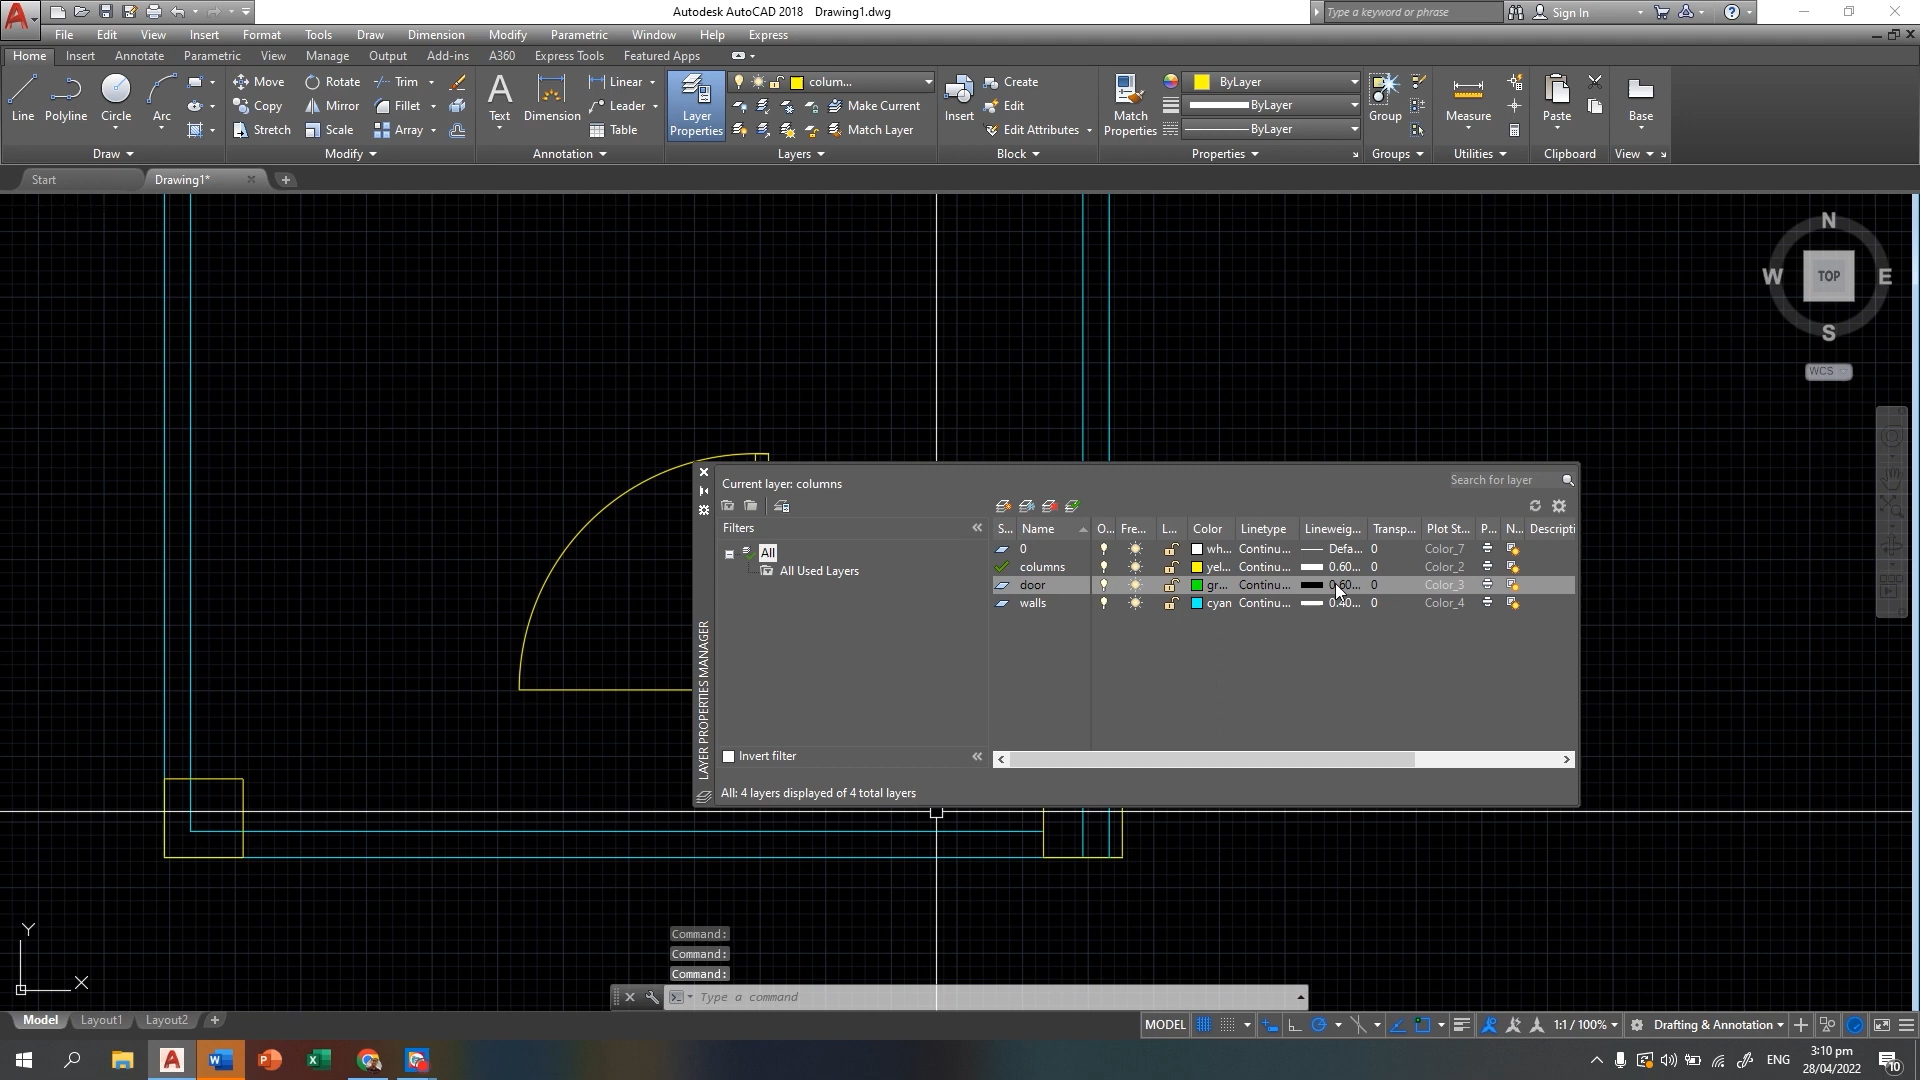 Autodesk AutoCAD 2018 Drawing1.dwg
Type a keyword or phrase
Sign In
File Edit View Insert Format Tools Draw Dimension Modify Parametric Window Help Express
Home Insert Annotate Parametric View Manage Output Add-ins A360 Express Tools Featured Apps
Line Polyline Circle Arc
Move Rotate Trim
Copy Mirror Fillet
Stretch Scale Array
Text Dimension
Linear
Leader
Table
Layer Properties
colum...
Make Current
Match Layer
Insert
Create
Edit
Edit Attributes
Match Properties
ByLayer
ByLayer
ByLayer
Group
Measure
Paste
Base
Draw Modify Annotation Layers Block Properties Groups Utilities Clipboard View
Start Drawing1*
N
W TOP E
S
WCS
Current layer: columns
Search for layer
Filters
All
All Used Layers
Invert filter
All: 4 layers displayed of 4 total layers
LAYER PROPERTIES MANAGER
S... Name O... Fre... L... Color Linetype Lineweig... Transp... Plot St... P... N... Descripti
0 wh... Continu... Defa... 0 Color_7
columns yel... Continu... 0.60... 0 Color_2
door gr... Continu... 0.60... 0 Color_3
walls cyan Continu... 0.40... 0 Color_4
Y
X
Command:
Command:
Command:
Type a command
Model Layout1 Layout2
MODEL 1:1 / 100% Drafting & Annotation
ENG
3:10 pm
28/04/2022
10